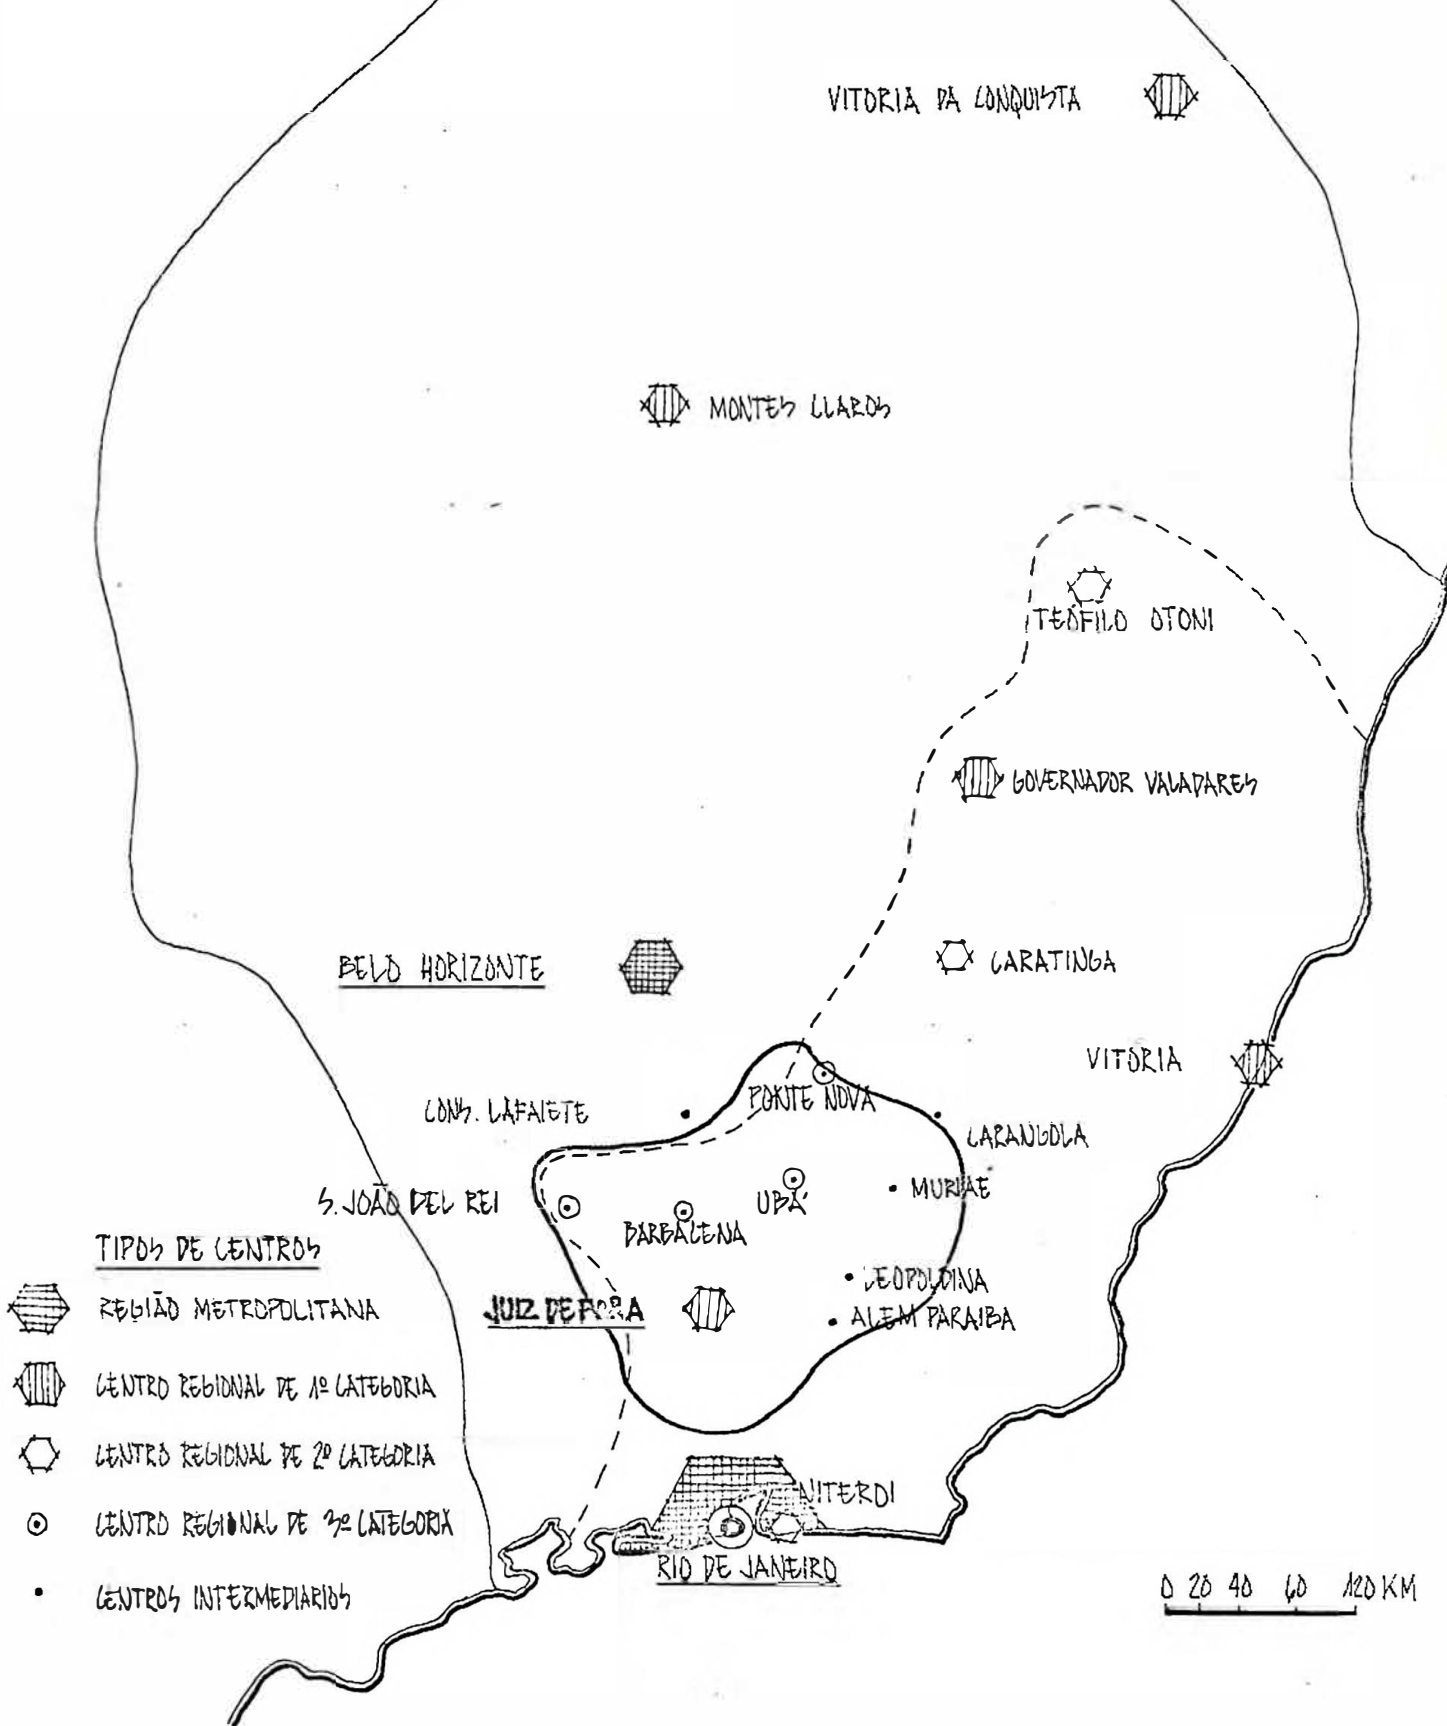 VITORIA DA CONQUISTA
MONTES CLAROS
TEÓFILO OTONI
GOVERNADOR VALADARES
BELO HORIZONTE
CARATINGA
VITORIA
CONS. LAFAIETE
PONTE NOVA
CARANGOLA
S. JOÃO DEL REI
UBÁ
MURIAE
BARBACENA
TIPOS DE CENTROS
LEOPOLDINA
REGIÃO METROPOLITANA
JUIZ DE FORA
ALEM PARAIBA
CENTRO REGIONAL DE 1º CATEGORIA
CENTRO REGIONAL DE 2º CATEGORIA
NITEROI
CENTRO REGIONAL DE 3º CATEGORIA
RIO DE JANEIRO
CENTROS INTERMEDIARIOS
0 20 40 60 120 KM